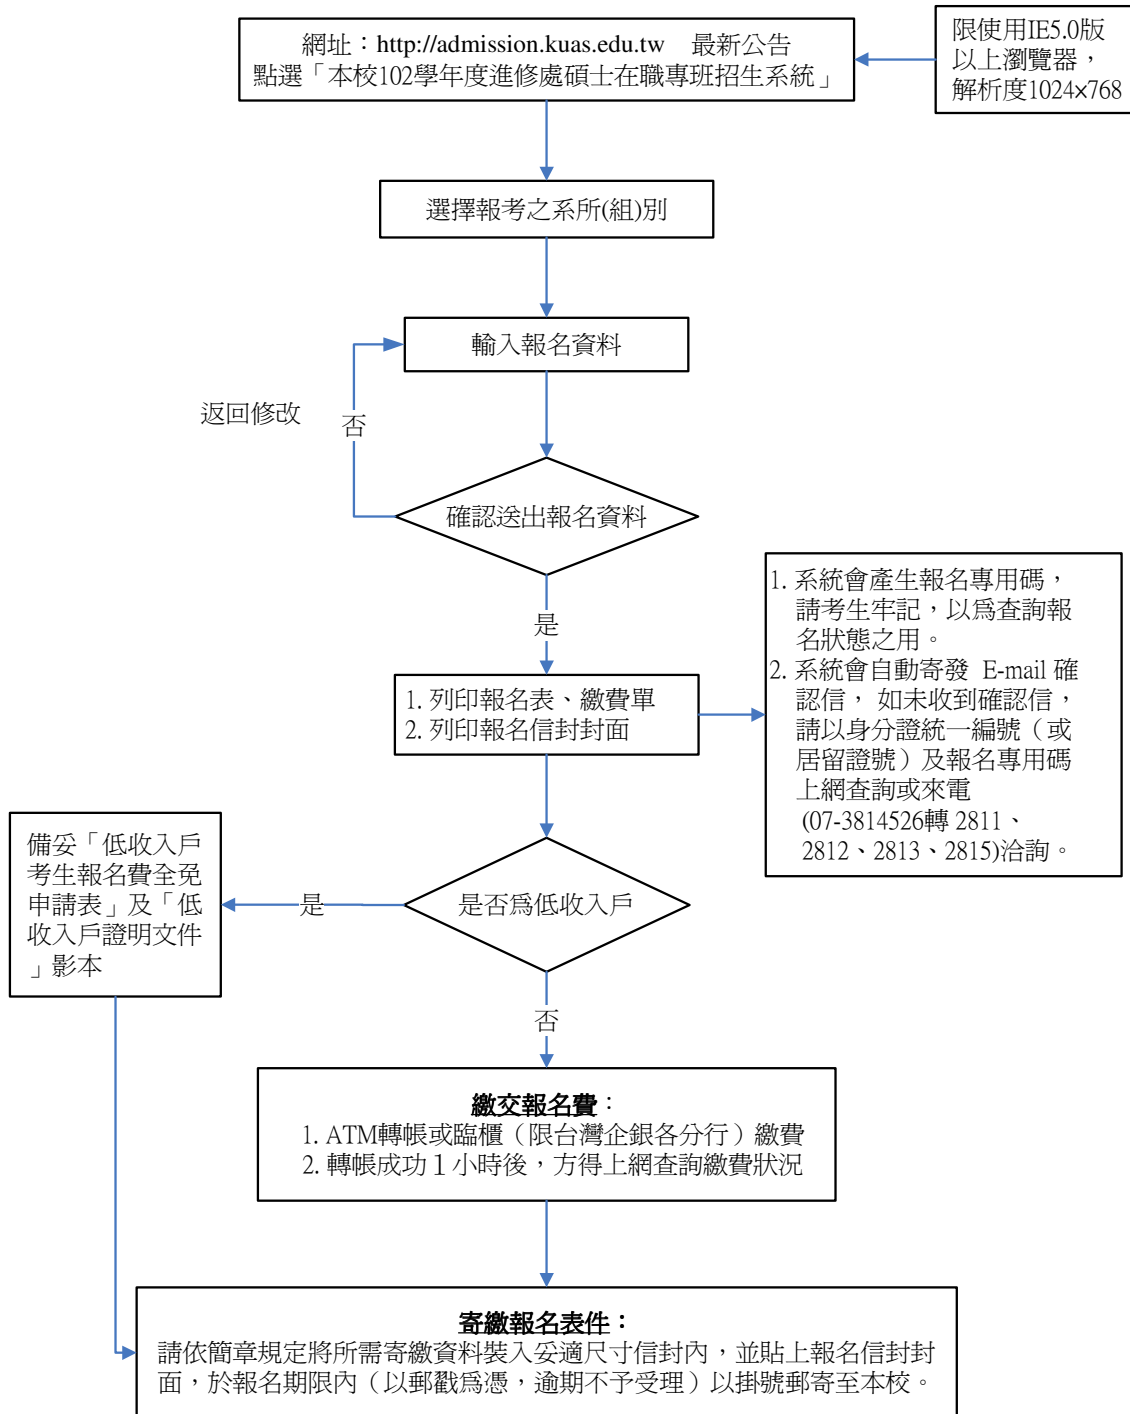 網址：http://admission.kuas.edu.tw 最新公告
點選「本校102學年度進修處碩士在職專班招生系統」
限使用IE5.0版
以上瀏覽器，
解析度1024×768
選擇報考之系所(組)別
輸入報名資料
返回修改
否
確認送出報名資料
是
1. 列印報名表、繳費單
2. 列印報名信封封面
1. 系統會產生報名專用碼，
請考生牢記，以為查詢報
名狀態之用。
2. 系統會自動寄發 E-mail 確
認信， 如未收到確認信，
請以身分證統一編號（或
居留證號）及報名專用碼
上網查詢或來電
(07-3814526轉 2811、
2812、2813、2815)洽詢。
備妥「低收入戶
考生報名費全免
申請表」及「低
收入戶證明文件
」影本
是
是否為低收入戶
否
繳交報名費：
1. ATM轉帳或臨櫃（限台灣企銀各分行）繳費
2. 轉帳成功１小時後，方得上網查詢繳費狀況
寄繳報名表件：
請依簡章規定將所需寄繳資料裝入妥適尺寸信封內，並貼上報名信封封
面，於報名期限內（以郵戳為憑，逾期不予受理）以掛號郵寄至本校。